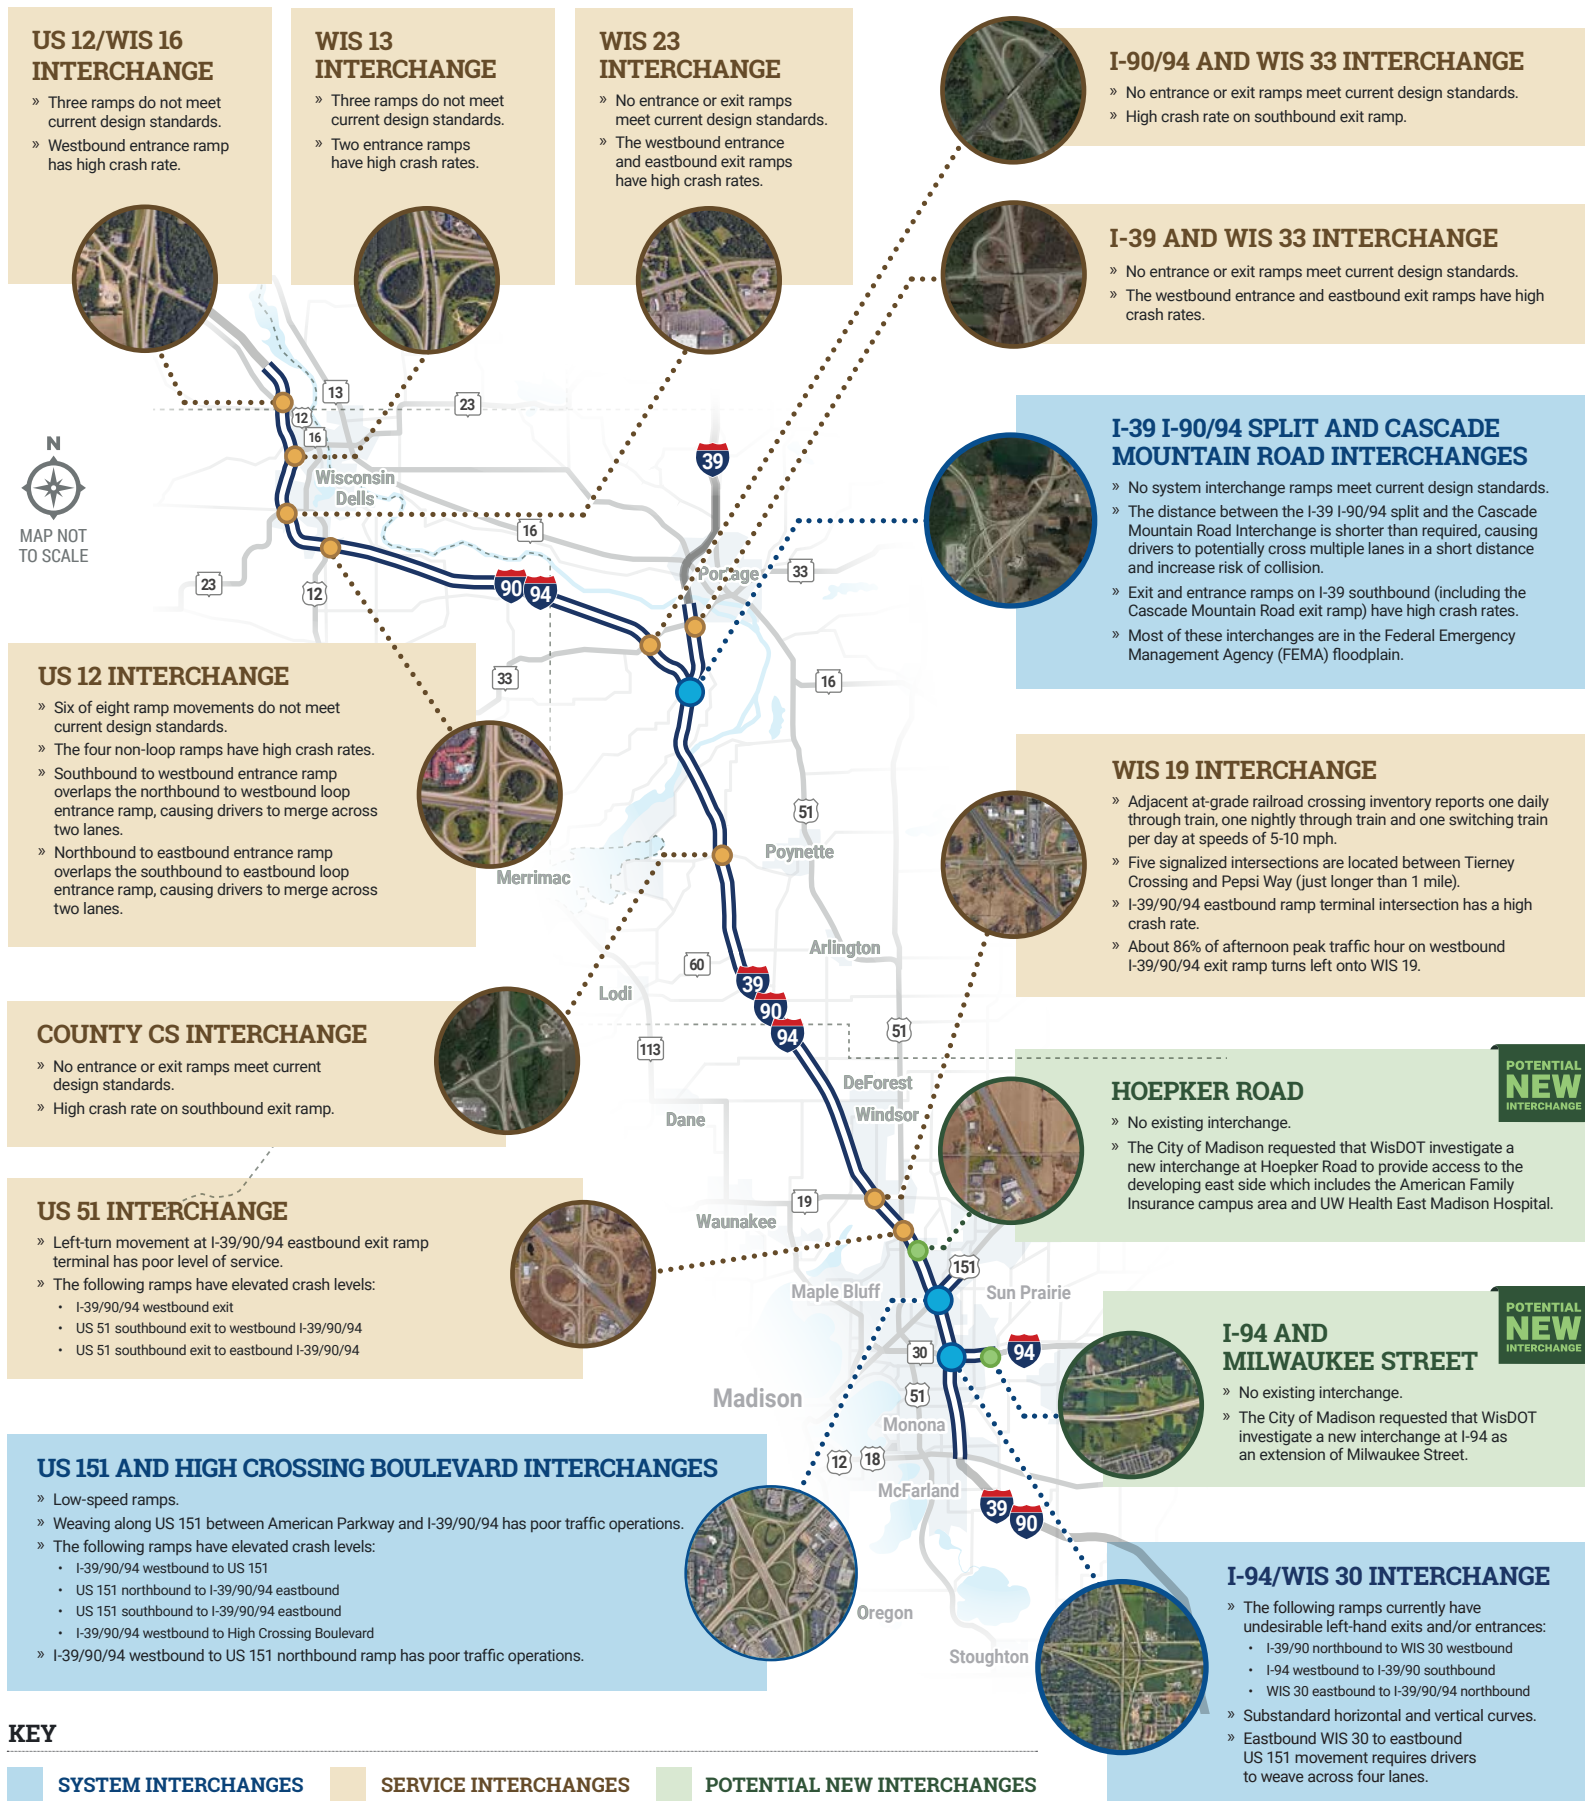 US 12/WIS 16
INTERCHANGE
» Three ramps do not meet
current design standards.
» Westbound entrance ramp
has high crash rate.
WIS 13
INTERCHANGE
» Three ramps do not meet
current design standards.
» Two entrance ramps
have high crash rates.
WIS 23
INTERCHANGE
» No entrance or exit ramps
meet current design standards.
» The westbound entrance
and eastbound exit ramps
have high crash rates.
I-90/94 AND WIS 33 INTERCHANGE
» No entrance or exit ramps meet current design standards.
» High crash rate on southbound exit ramp.
I-39 AND WIS 33 INTERCHANGE
» No entrance or exit ramps meet current design standards.
» The westbound entrance and eastbound exit ramps have high
crash rates.
I-39 I-90/94 SPLIT AND CASCADE
MOUNTAIN ROAD INTERCHANGES
» No system interchange ramps meet current design standards.
» The distance between the I-39 I-90/94 split and the Cascade
Mountain Road Interchange is shorter than required, causing
drivers to potentially cross multiple lanes in a short distance
and increase risk of collision.
» Exit and entrance ramps on I-39 southbound (including the
Cascade Mountain Road exit ramp) have high crash rates.
» Most of these interchanges are in the Federal Emergency
Management Agency (FEMA) floodplain.
N
MAP NOT
TO SCALE
13
23
12
16
Wisconsin
Dells
39
16
Portage
33
23
12
90
94
33
16
US 12 INTERCHANGE
» Six of eight ramp movements do not meet
current design standards.
» The four non-loop ramps have high crash rates.
» Southbound to westbound entrance ramp
overlaps the northbound to westbound loop
entrance ramp, causing drivers to merge across
two lanes.
» Northbound to eastbound entrance ramp
overlaps the southbound to eastbound loop
entrance ramp, causing drivers to merge across
two lanes.
WIS 19 INTERCHANGE
» Adjacent at-grade railroad crossing inventory reports one daily
through train, one nightly through train and one switching train
per day at speeds of 5-10 mph.
» Five signalized intersections are located between Tierney
Crossing and Pepsi Way (just longer than 1 mile).
» I-39/90/94 eastbound ramp terminal intersection has a high
crash rate.
» About 86% of afternoon peak traffic hour on westbound
I-39/90/94 exit ramp turns left onto WIS 19.
51
Poynette
Merrimac
Arlington
60
39
Lodi
90
94
51
113
DeForest
Windsor
Dane
COUNTY CS INTERCHANGE
» No entrance or exit ramps meet current
design standards.
» High crash rate on southbound exit ramp.
HOEPKER ROAD
POTENTIAL
NEW
INTERCHANGE
» No existing interchange.
» The City of Madison requested that WisDOT investigate a
new interchange at Hoepker Road to provide access to the
developing east side which includes the American Family
Insurance campus area and UW Health East Madison Hospital.
US 51 INTERCHANGE
» Left-turn movement at I-39/90/94 eastbound exit ramp
terminal has poor level of service.
» The following ramps have elevated crash levels:
• I-39/90/94 westbound exit
• US 51 southbound exit to westbound I-39/90/94
• US 51 southbound exit to eastbound I-39/90/94
19
Waunakee
151
Maple Bluff
Sun Prairie
30
94
51
Madison
Monona
12
18
McFarland
39
90
Oregon
Stoughton
I-94 AND
MILWAUKEE STREET
POTENTIAL
NEW
INTERCHANGE
» No existing interchange.
» The City of Madison requested that WisDOT
investigate a new interchange at I-94 as
an extension of Milwaukee Street.
US 151 AND HIGH CROSSING BOULEVARD INTERCHANGES
» Low-speed ramps.
» Weaving along US 151 between American Parkway and I-39/90/94 has poor traffic operations.
» The following ramps have elevated crash levels:
• I-39/90/94 westbound to US 151
• US 151 northbound to I-39/90/94 eastbound
• US 151 southbound to I-39/90/94 eastbound
• I-39/90/94 westbound to High Crossing Boulevard
» I-39/90/94 westbound to US 151 northbound ramp has poor traffic operations.
I-94/WIS 30 INTERCHANGE
» The following ramps currently have
undesirable left-hand exits and/or entrances:
• I-39/90 northbound to WIS 30 westbound
• I-94 westbound to I-39/90 southbound
• WIS 30 eastbound to I-39/90/94 northbound
» Substandard horizontal and vertical curves.
» Eastbound WIS 30 to eastbound
US 151 movement requires drivers
to weave across four lanes.
KEY
SYSTEM INTERCHANGES
SERVICE INTERCHANGES
POTENTIAL NEW INTERCHANGES